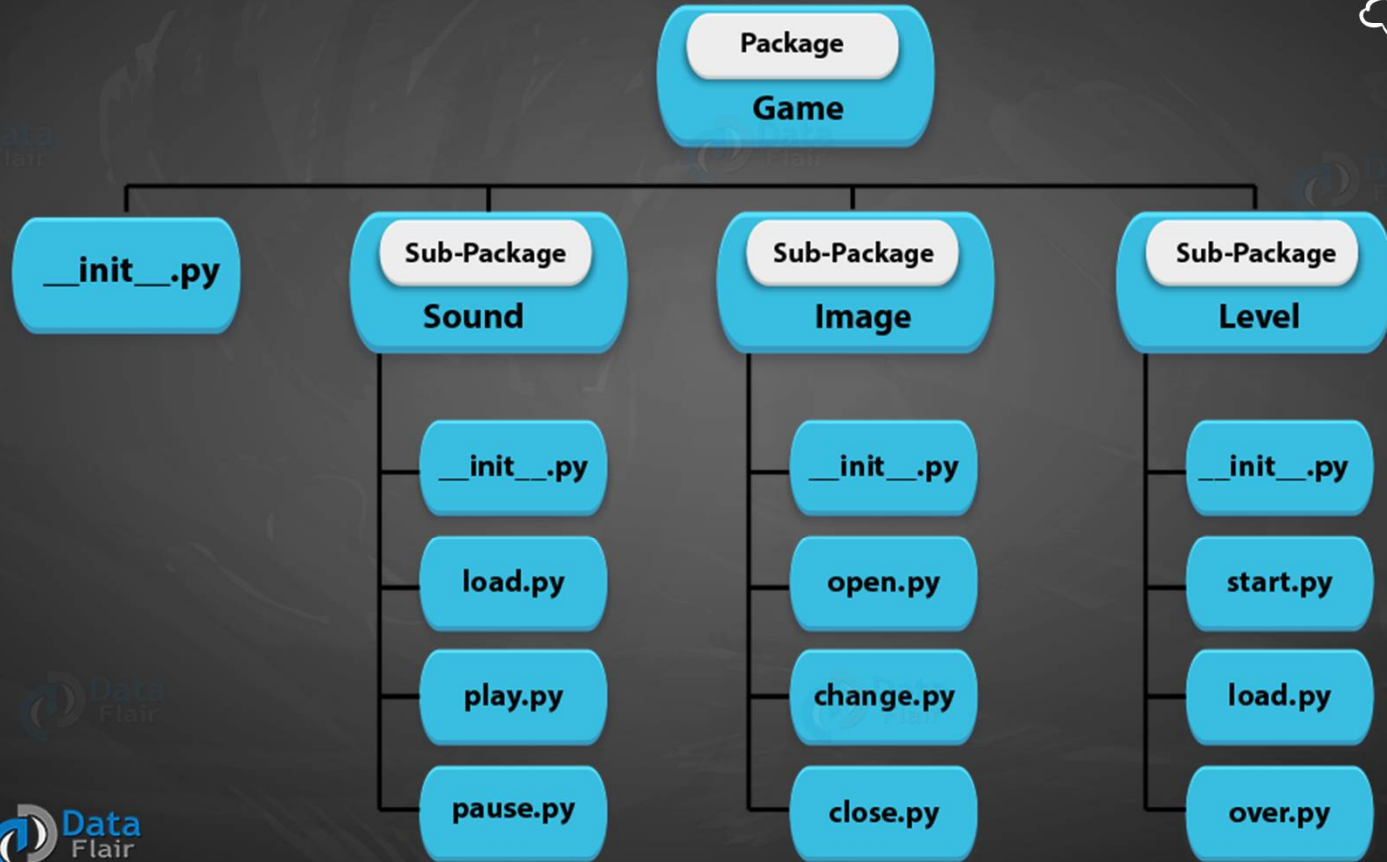 Package
Game
__init__.py
Sub-Package
Sound
Sub-Package
Image
Sub-Package
Level
__init__.py
load.py
play.py
pause.py
__init__.py
open.py
change.py
close.py
__init__.py
start.py
load.py
over.py
Data
Flair